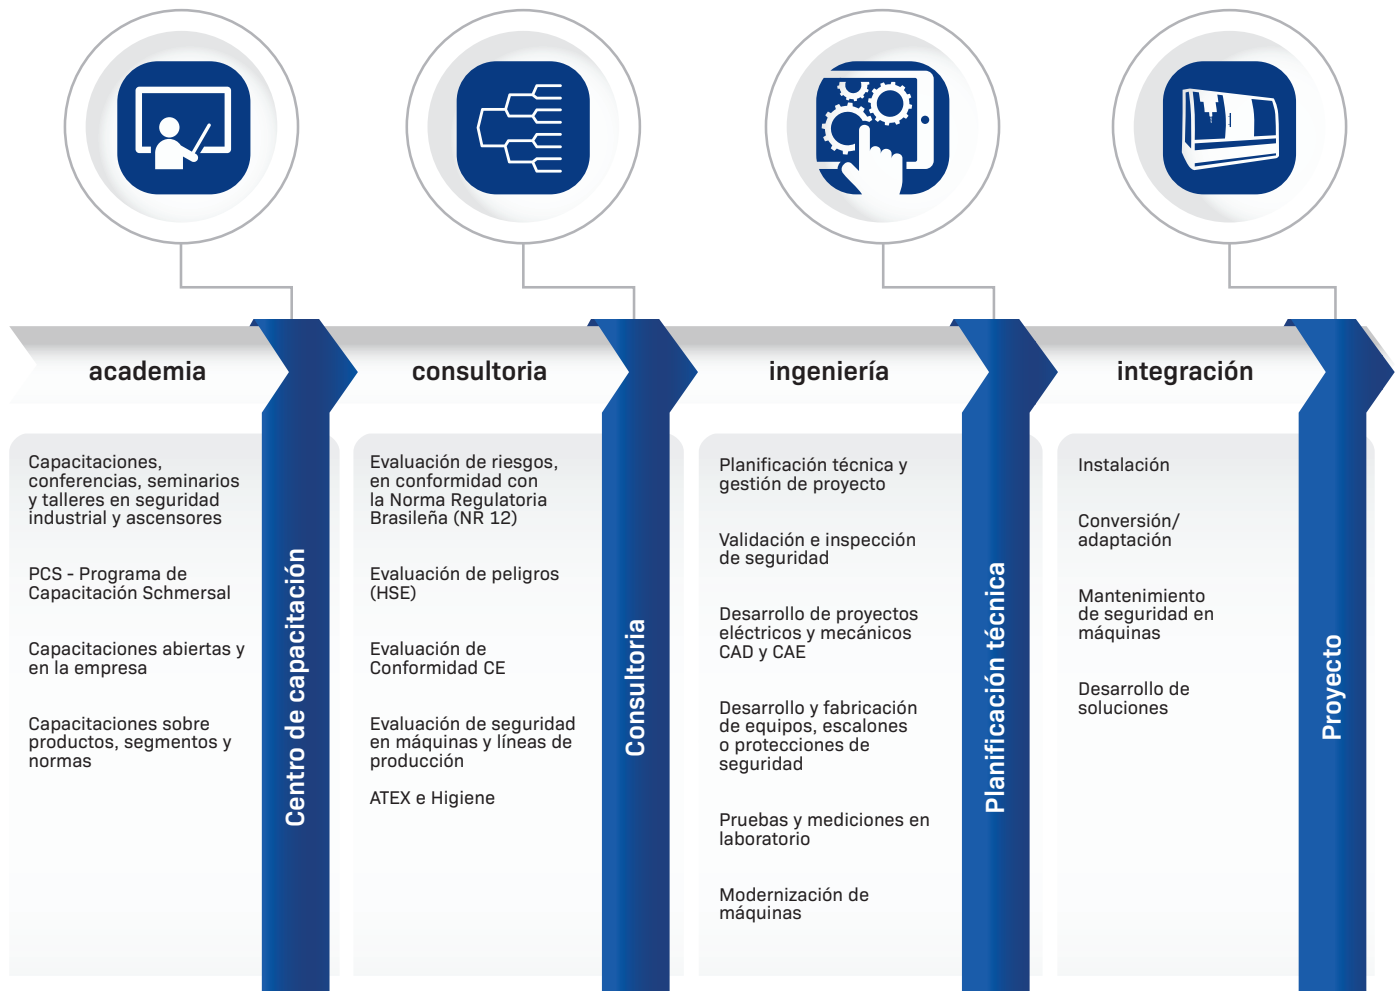 academia
Capacitaciones,
conferencias, seminarios
y talleres en seguridad
industrial y ascensores
PCS - Programa de
Capacitación Schmersal
Capacitaciones abiertas y
en la empresa
Capacitaciones sobre
productos, segmentos y
normas
Centro de capacitación
consultoria
Evaluación de riesgos,
en conformidad con
la Norma Regulatoria
Brasileña (NR 12)
Evaluación de peligros
(HSE)
Evaluación de
Conformidad CE
Evaluación de seguridad
en máquinas y líneas de
producción
ATEX e Higiene
Consultoria
ingeniería
Planificación técnica y
gestión de proyecto
Validación e inspección
de seguridad
Desarrollo de proyectos
eléctricos y mecánicos
CAD y CAE
Desarrollo y fabricación
de equipos, escalones
o protecciones de
seguridad
Pruebas y mediciones en
laboratorio
Modernización de
máquinas
Planificación técnica
integración
Instalación
Conversión/
adaptación
Mantenimiento
de seguridad en
máquinas
Desarrollo de
soluciones
Proyecto